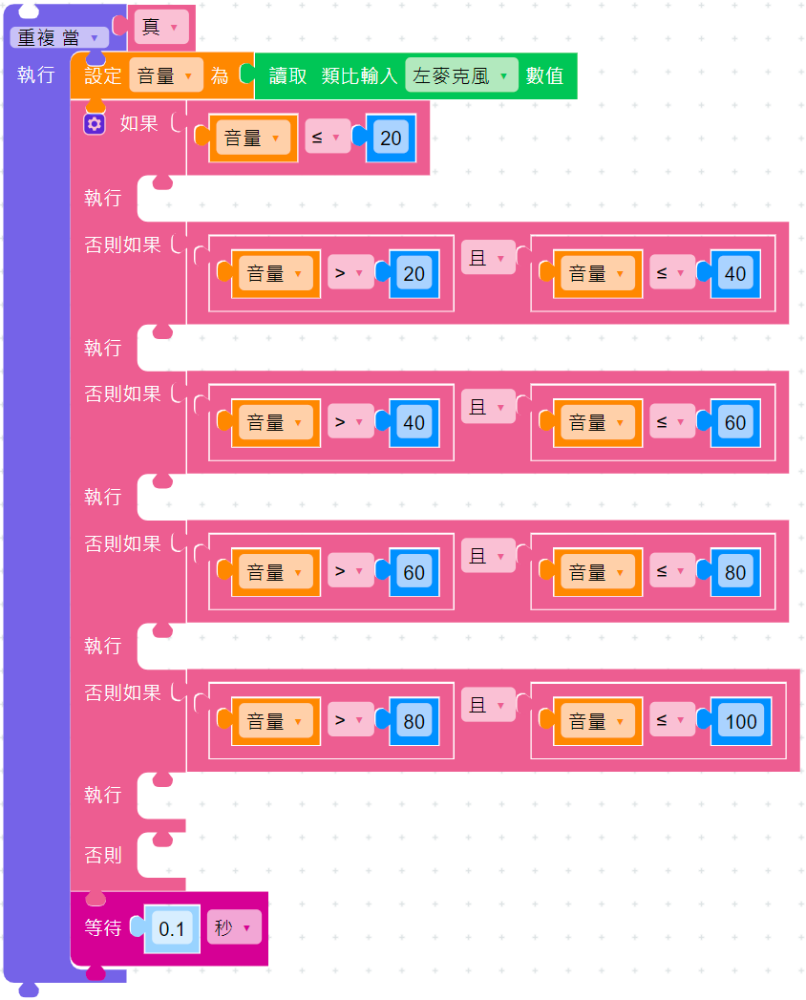 重複 當 真
執行 設定 音量 為 讀取 類比輸入 左麥克風 數值
如果 音量 ≤ 20
執行
否則如果 音量 > 20 且 音量 ≤ 40
執行
否則如果 音量 > 40 且 音量 ≤ 60
執行
否則如果 音量 > 60 且 音量 ≤ 80
執行
否則如果 音量 > 80 且 音量 ≤ 100
執行
否則
等待 0.1 秒